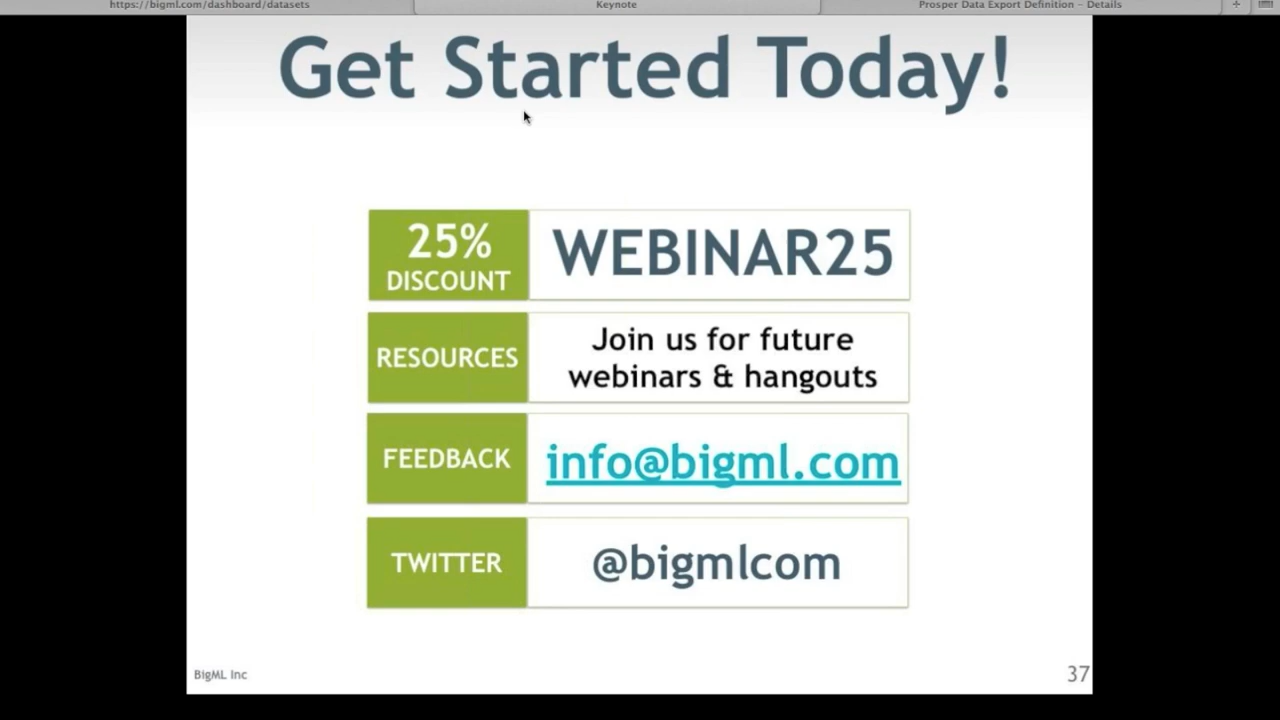 https://bigml.com/dashboard/datasets
Keynote
Prosper Data Export Definition – Details
Get Started Today!
25%
DISCOUNT
WEBINAR25
RESOURCES
Join us for future
webinars & hangouts
FEEDBACK
info@bigml.com
TWITTER
@bigmlcom
BigML Inc
37